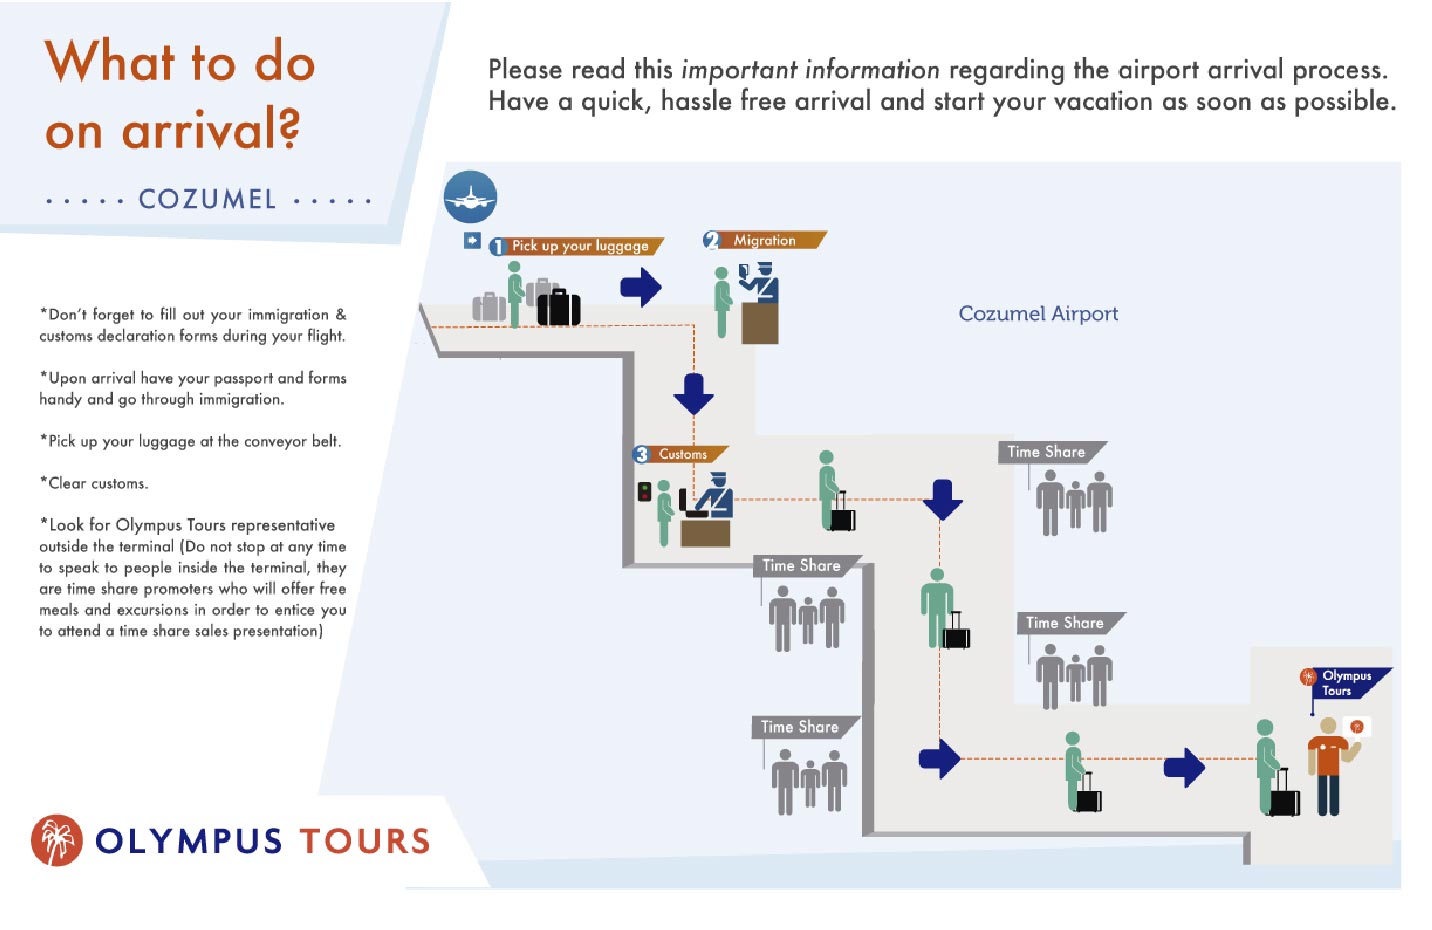 What to do
on arrival?
····· COZUMEL ·····
Please read this important information regarding the airport arrival process.
Have a quick, hassle free arrival and start your vacation as soon as possible.
*Don't forget to fill out your immigration &
customs declaration forms during your flight.
*Upon arrival have your passport and forms
handy and go through immigration.
*Pick up your luggage at the conveyor belt.
*Clear customs.
*Look for Olympus Tours representative
outside the terminal (Do not stop at any time
to speak to people inside the terminal, they
are time share promoters who will offer free
meals and excursions in order to entice you
to attend a time share sales presentation)
1 Pick up your luggage
2 Migration
Cozumel Airport
3 Customs
Time Share
Time Share
Time Share
Time Share
Olympus
Tours
OLYMPUS TOURS